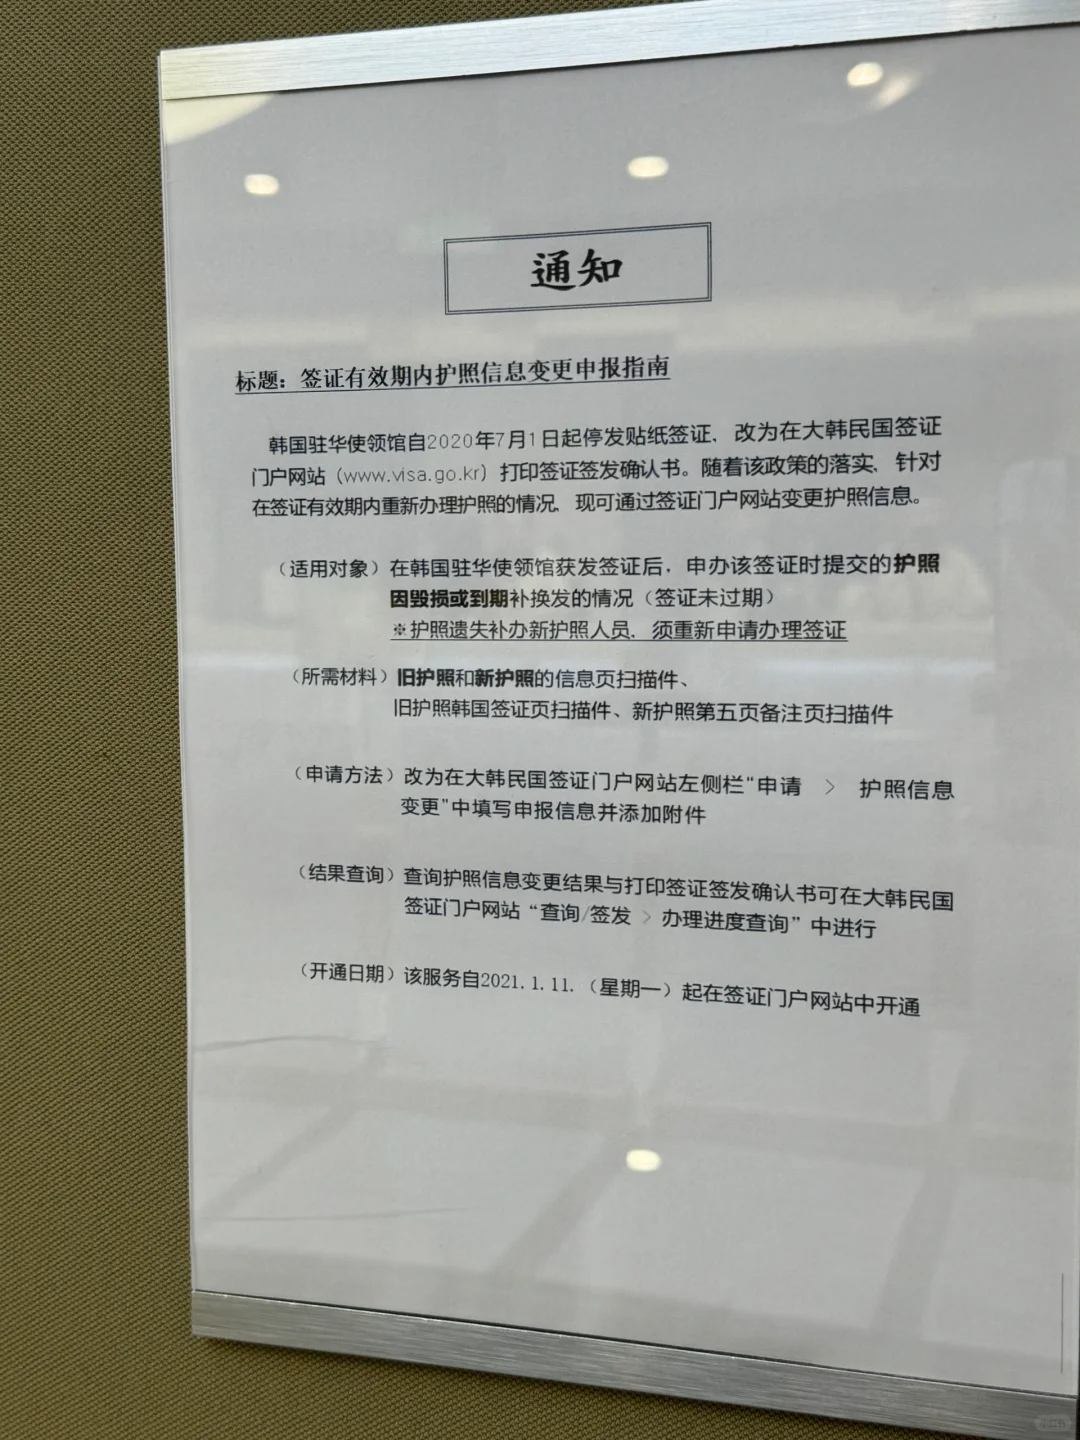 通知
标题：签证有效期内护照信息变更申报指南
韩国驻华使领馆自2020年7月1日起停发贴纸签证，改为在大韩民国签证
门户网站（www.visa.go.kr）打印签证签发确认书。随着该政策的落实，针对
在签证有效期内重新办理护照的情况，现可通过签证门户网站变更护照信息。
（适用对象）在韩国驻华使领馆获发签证后，申办该签证时提交的护照
因毁损或到期补换发的情况（签证未过期）
※护照遗失补办新护照人员，须重新申请办理签证
（所需材料）旧护照和新护照的信息页扫描件、
旧护照韩国签证页扫描件、新护照第五页备注页扫描件
（申请方法）改为在大韩民国签证门户网站左侧栏“申请 > 护照信息
变更”中填写申报信息并添加附件
（结果查询）查询护照信息变更结果与打印签证签发确认书可在大韩民国
签证门户网站“查询/签发 > 办理进度查询”中进行
（开通日期）该服务自2021.1.11.（星期一）起在签证门户网站中开通
小红书